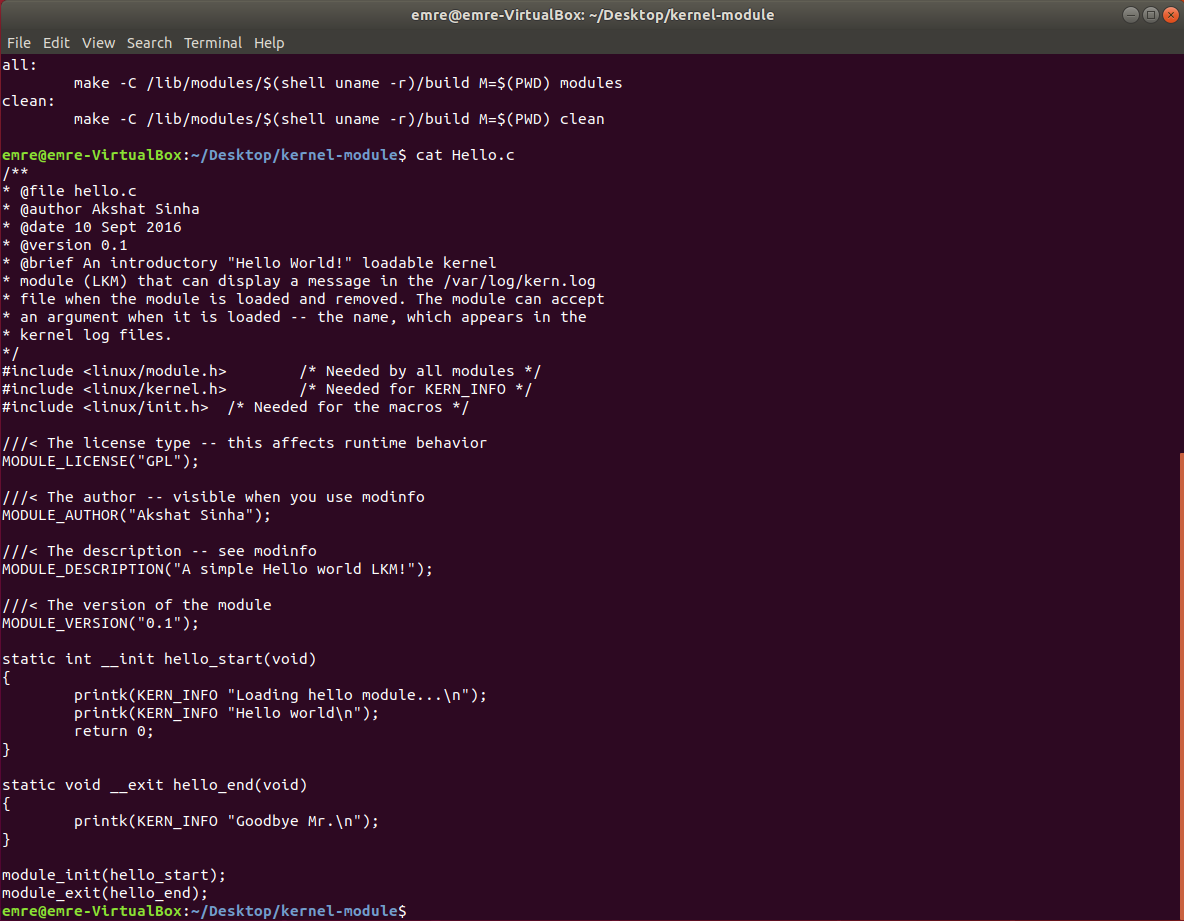 emre@emre-VirtualBox: ~/Desktop/kernel-module
File Edit View Search Terminal Help
all:
        make -C /lib/modules/$(shell uname -r)/build M=$(PWD) modules
clean:
        make -C /lib/modules/$(shell uname -r)/build M=$(PWD) clean

emre@emre-VirtualBox:~/Desktop/kernel-module$ cat Hello.c
/**
* @file hello.c
* @author Akshat Sinha
* @date 10 Sept 2016
* @version 0.1
* @brief An introductory "Hello World!" loadable kernel
* module (LKM) that can display a message in the /var/log/kern.log
* file when the module is loaded and removed. The module can accept
* an argument when it is loaded -- the name, which appears in the
* kernel log files.
*/
#include <linux/module.h>        /* Needed by all modules */
#include <linux/kernel.h>        /* Needed for KERN_INFO */
#include <linux/init.h>  /* Needed for the macros */

///< The license type -- this affects runtime behavior
MODULE_LICENSE("GPL");

///< The author -- visible when you use modinfo
MODULE_AUTHOR("Akshat Sinha");

///< The description -- see modinfo
MODULE_DESCRIPTION("A simple Hello world LKM!");

///< The version of the module
MODULE_VERSION("0.1");

static int __init hello_start(void)
{
        printk(KERN_INFO "Loading hello module...\n");
        printk(KERN_INFO "Hello world\n");
        return 0;
}

static void __exit hello_end(void)
{
        printk(KERN_INFO "Goodbye Mr.\n");
}

module_init(hello_start);
module_exit(hello_end);
emre@emre-VirtualBox:~/Desktop/kernel-module$